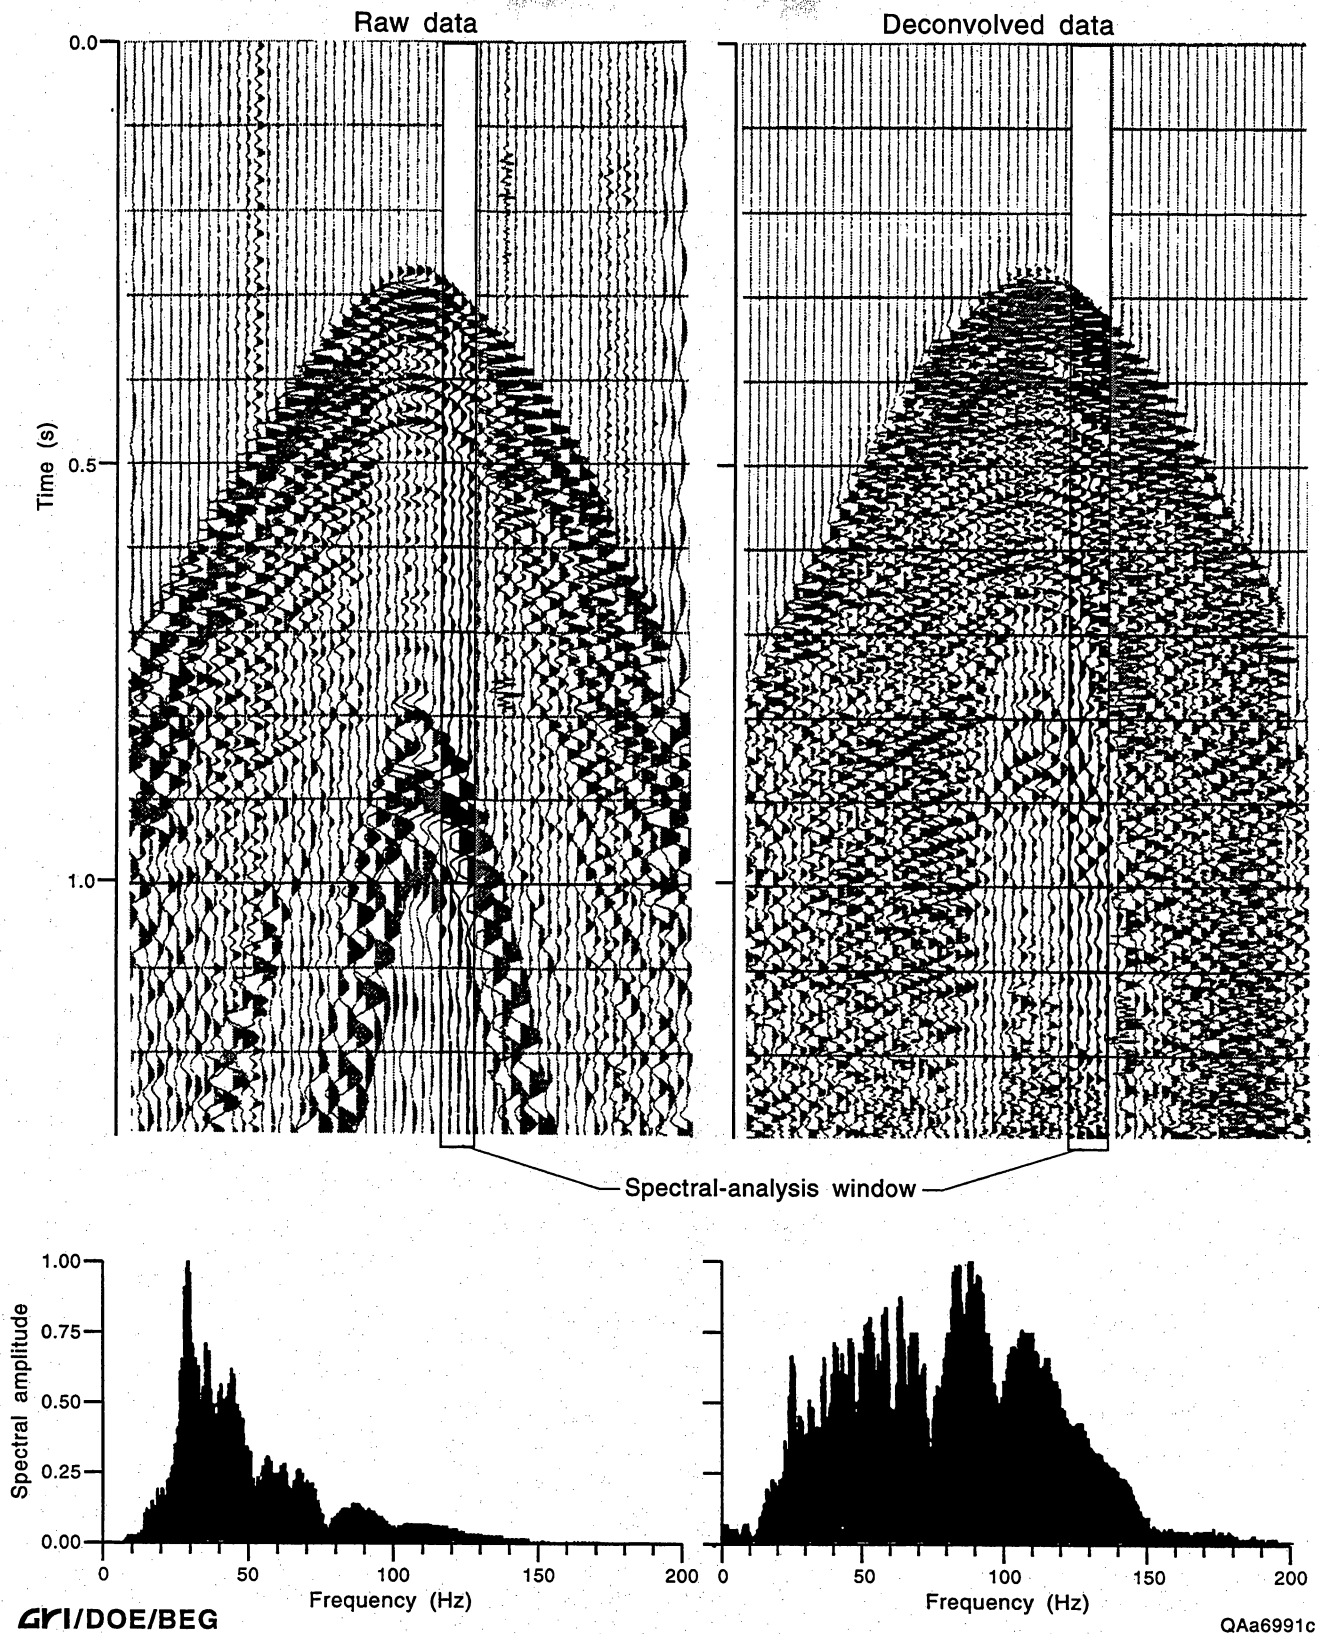 Raw data
Deconvolved data
0.0
Time (s)
0.5
1.0
Spectral-analysis window
Spectral amplitude
1.00
0.75
0.50
0.25
0.00
0 50 100 150 200
0 50 100 150 200
Frequency (Hz)
Frequency (Hz)
GRI/DOE/BEG
QAa6991c